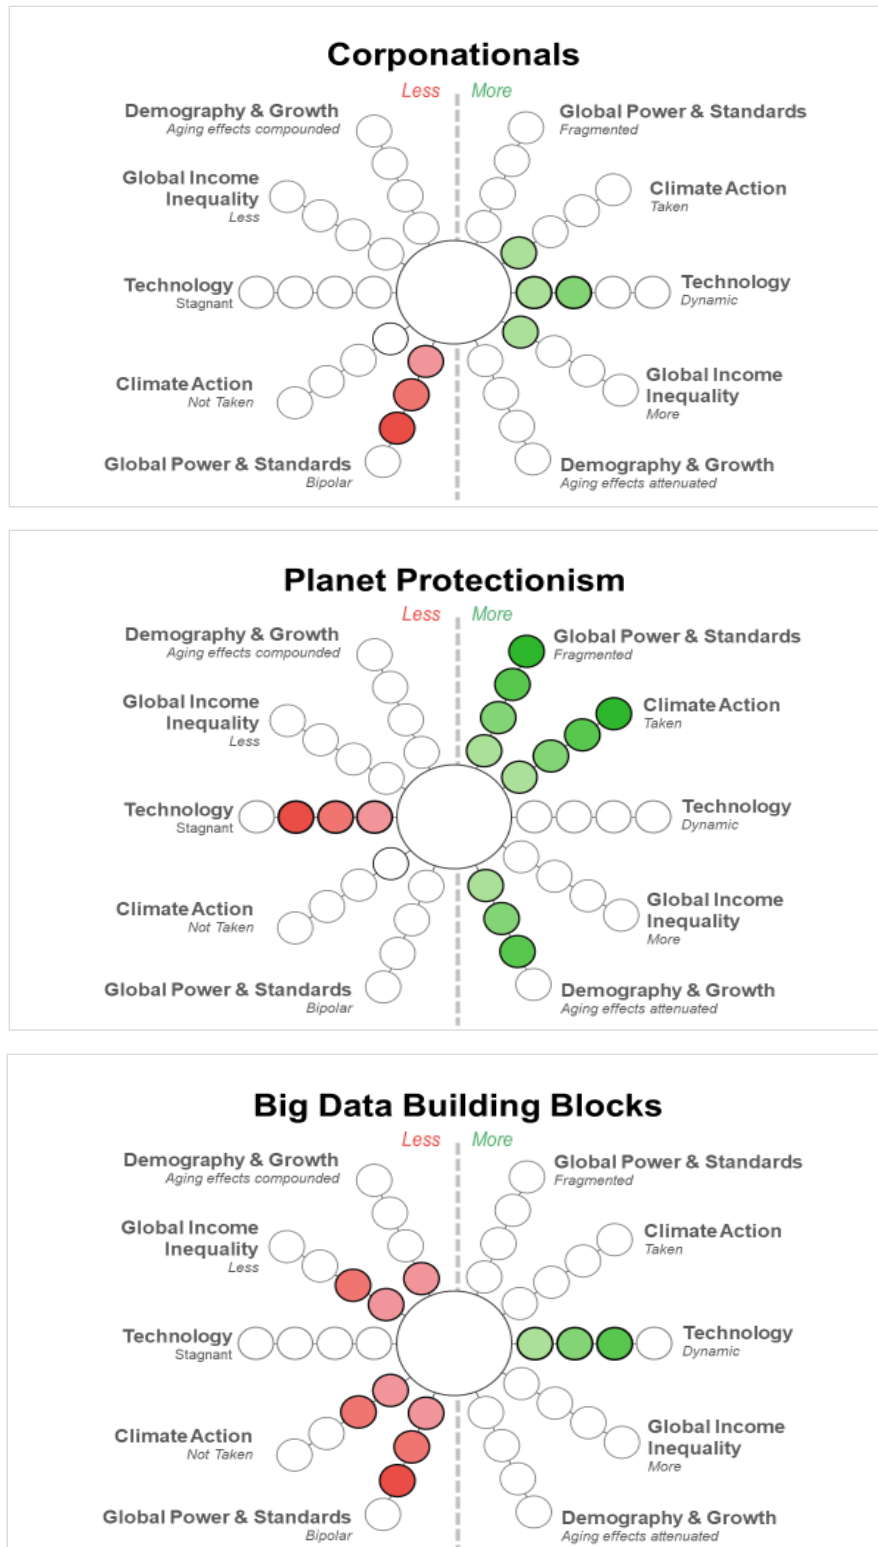 Corponationals
Less More
Demography & Growth
Aging effects compounded
Global Power & Standards
Fragmented
Global Income
Inequality
Less
Climate Action
Taken
Technology
Stagnant
Technology
Dynamic
Climate Action
Not Taken
Global Income
Inequality
More
Global Power & Standards
Bipolar
Demography & Growth
Aging effects attenuated
Planet Protectionism
Less More
Demography & Growth
Aging effects compounded
Global Power & Standards
Fragmented
Global Income
Inequality
Less
Climate Action
Taken
Technology
Stagnant
Technology
Dynamic
Climate Action
Not Taken
Global Income
Inequality
More
Global Power & Standards
Bipolar
Demography & Growth
Aging effects attenuated
Big Data Building Blocks
Less More
Demography & Growth
Aging effects compounded
Global Power & Standards
Fragmented
Global Income
Inequality
Less
Climate Action
Taken
Technology
Stagnant
Technology
Dynamic
Climate Action
Not Taken
Global Income
Inequality
More
Global Power & Standards
Bipolar
Demography & Growth
Aging effects attenuated